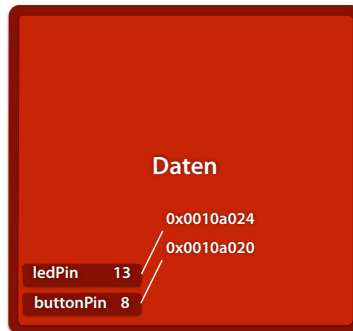 Daten
0x0010a024
0x0010a020
ledPin 13
buttonPin 8